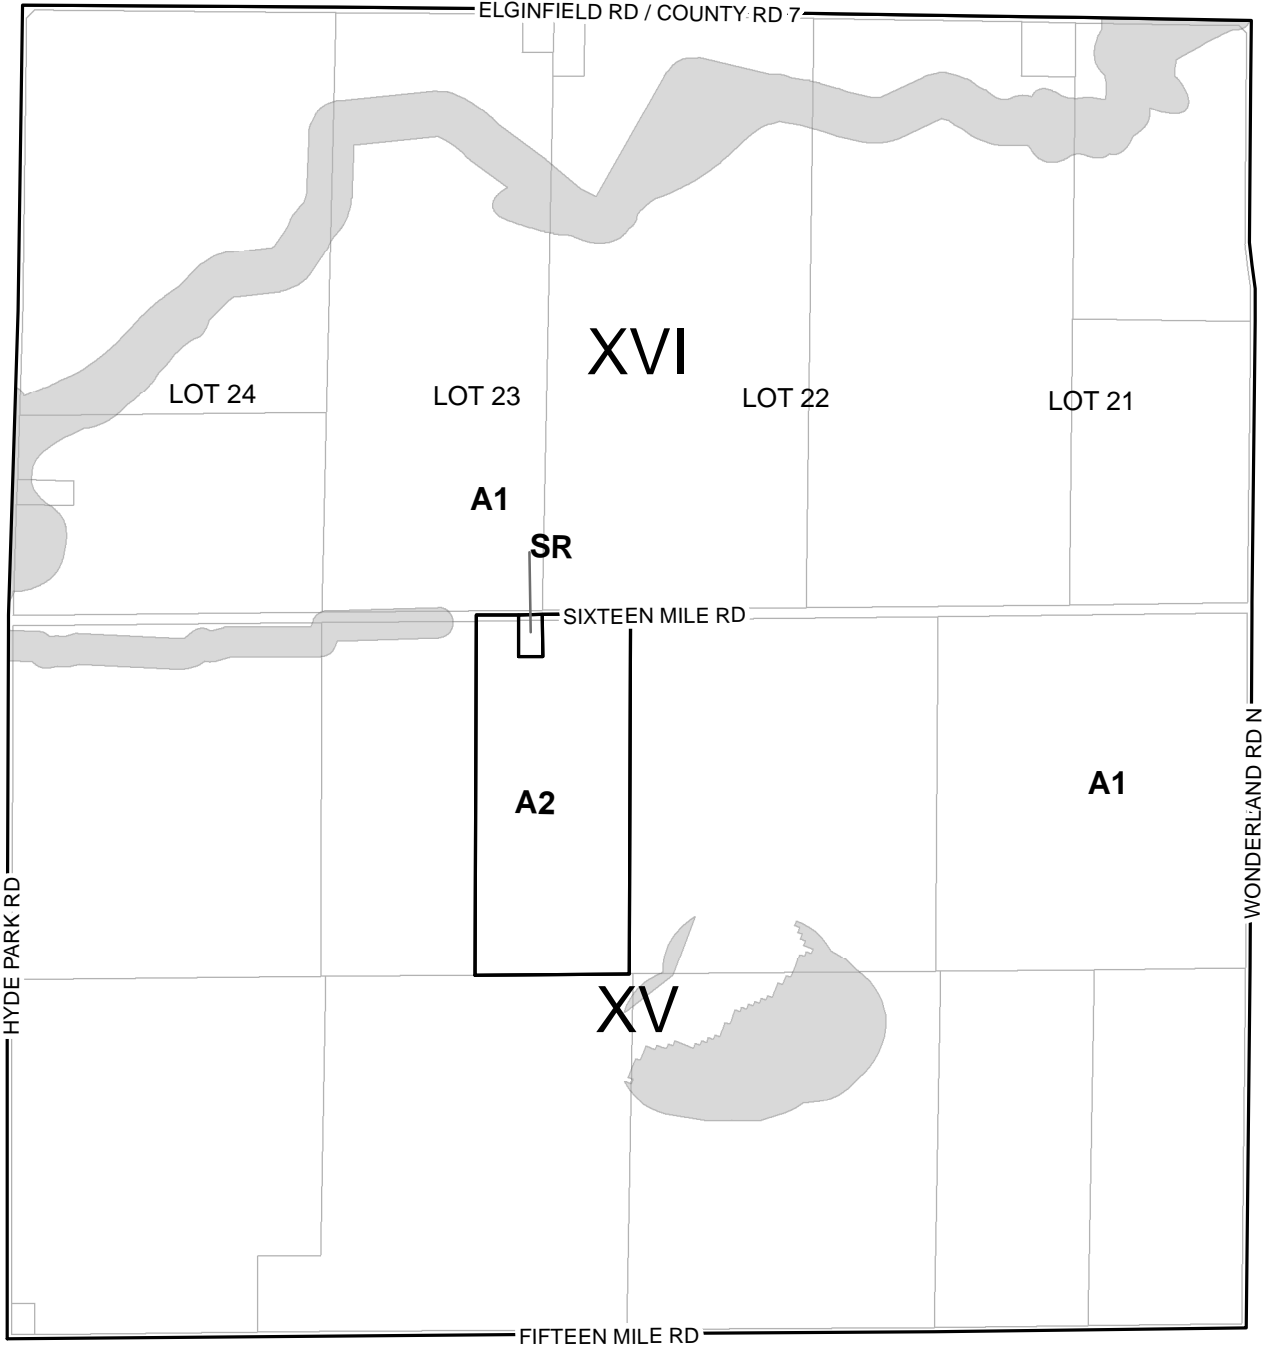 ELGINFIELD RD / COUNTY RD 7
XVI
LOT 24
LOT 23
LOT 22
LOT 21
A1
SR
SIXTEEN MILE RD
A2
A1
WONDERLAND RD N
HYDE PARK RD
XV
FIFTEEN MILE RD